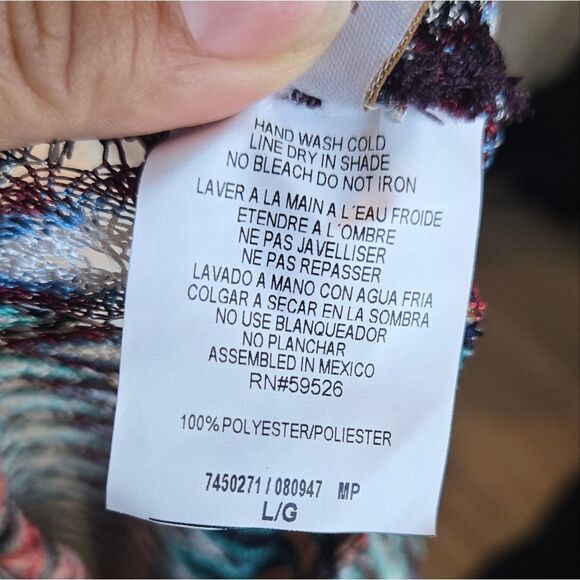 HAND WASH COLD
LINE DRY IN SHADE
NO BLEACH DO NOT IRON
LAVER A LA MAIN A L´EAU FROIDE
ETENDRE A L´OMBRE
NE PAS JAVELLISER
NE PAS REPASSER
LAVADO A MANO CON AGUA FRIA
COLGAR A SECAR EN LA SOMBRA
NO USE BLANQUEADOR
NO PLANCHAR
ASSEMBLED IN MEXICO
RN#59526
100%POLYESTER/POLIESTER
7450271/080947 MP
L/G